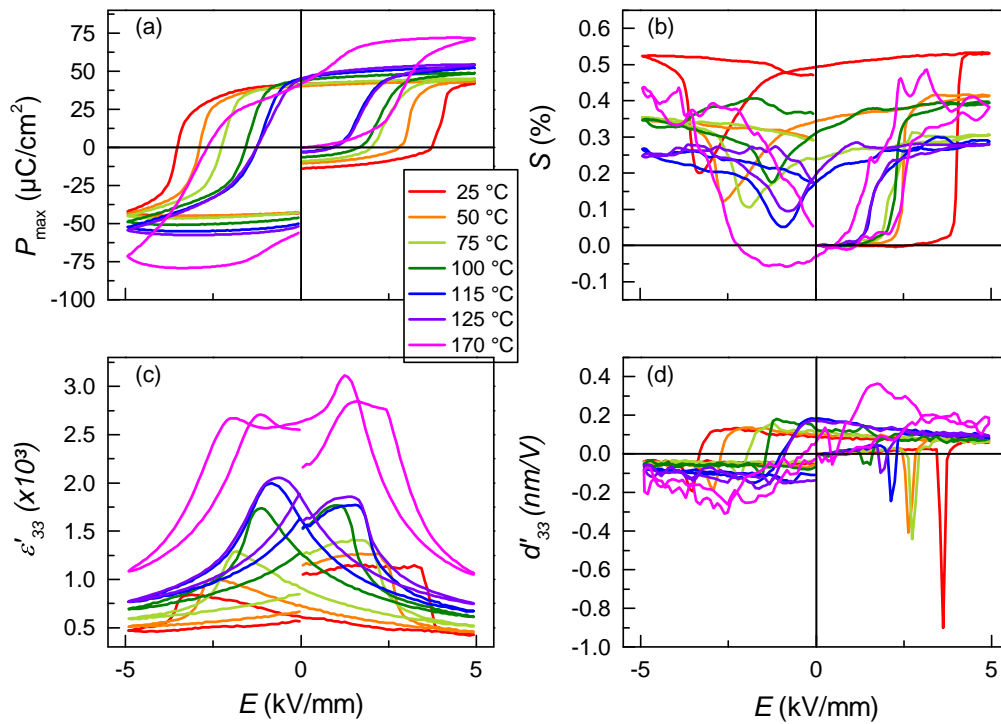 (a)
P_max (µC/cm²)
75
50
25
0
-25
-50
-75
-100
(b)
S (%)
0.6
0.5
0.4
0.3
0.2
0.1
0.0
-0.1
25 °C
50 °C
75 °C
100 °C
115 °C
125 °C
170 °C
(c)
ε'33 (x10³)
3.0
2.5
2.0
1.5
1.0
0.5
-5 0 5
E (kV/mm)
(d)
d'33 (nm/V)
0.4
0.2
0.0
-0.2
-0.4
-0.6
-0.8
-1.0
-5 0 5
E (kV/mm)